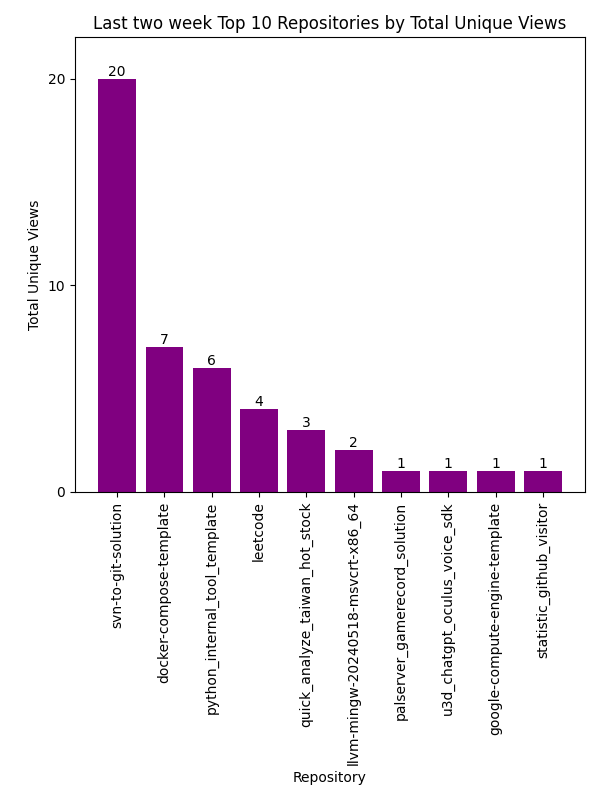 Last two week Top 10 Repositories by Total Unique Views
Total Unique Views
20
10
0
20
7
6
4
3
2
1
1
1
1
svn-to-git-solution
docker-compose-template
python_internal_tool_template
leetcode
quick_analyze_taiwan_hot_stock
llvm-mingw-20240518-msvcrt-x86_64
palserver_gamerecord_solution
u3d_chatgpt_oculus_voice_sdk
google-compute-engine-template
statistic_github_visitor
Repository